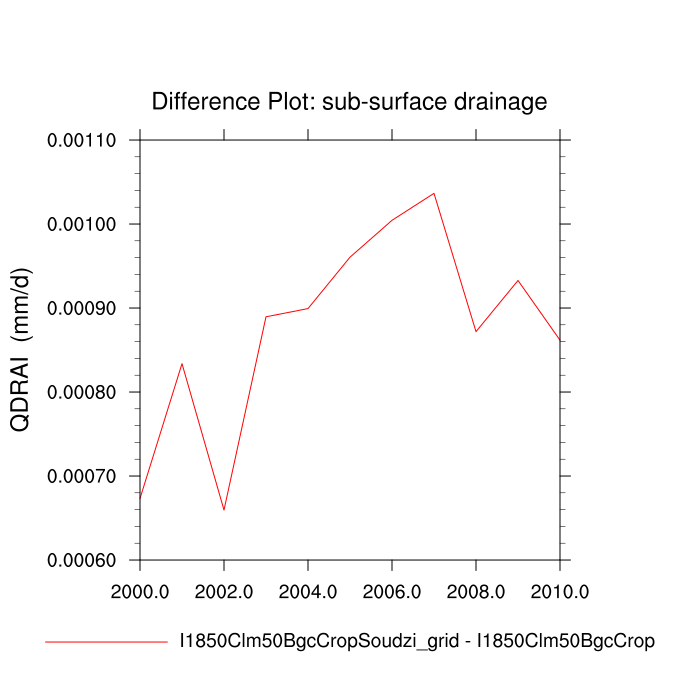 Difference Plot: sub-surface drainage
0.00110
0.00100
0.00090
0.00080
0.00070
0.00060
QDRAI (mm/d)
2000.0 2002.0 2004.0 2006.0 2008.0 2010.0
I1850Clm50BgcCropSoudzi_grid - I1850Clm50BgcCrop